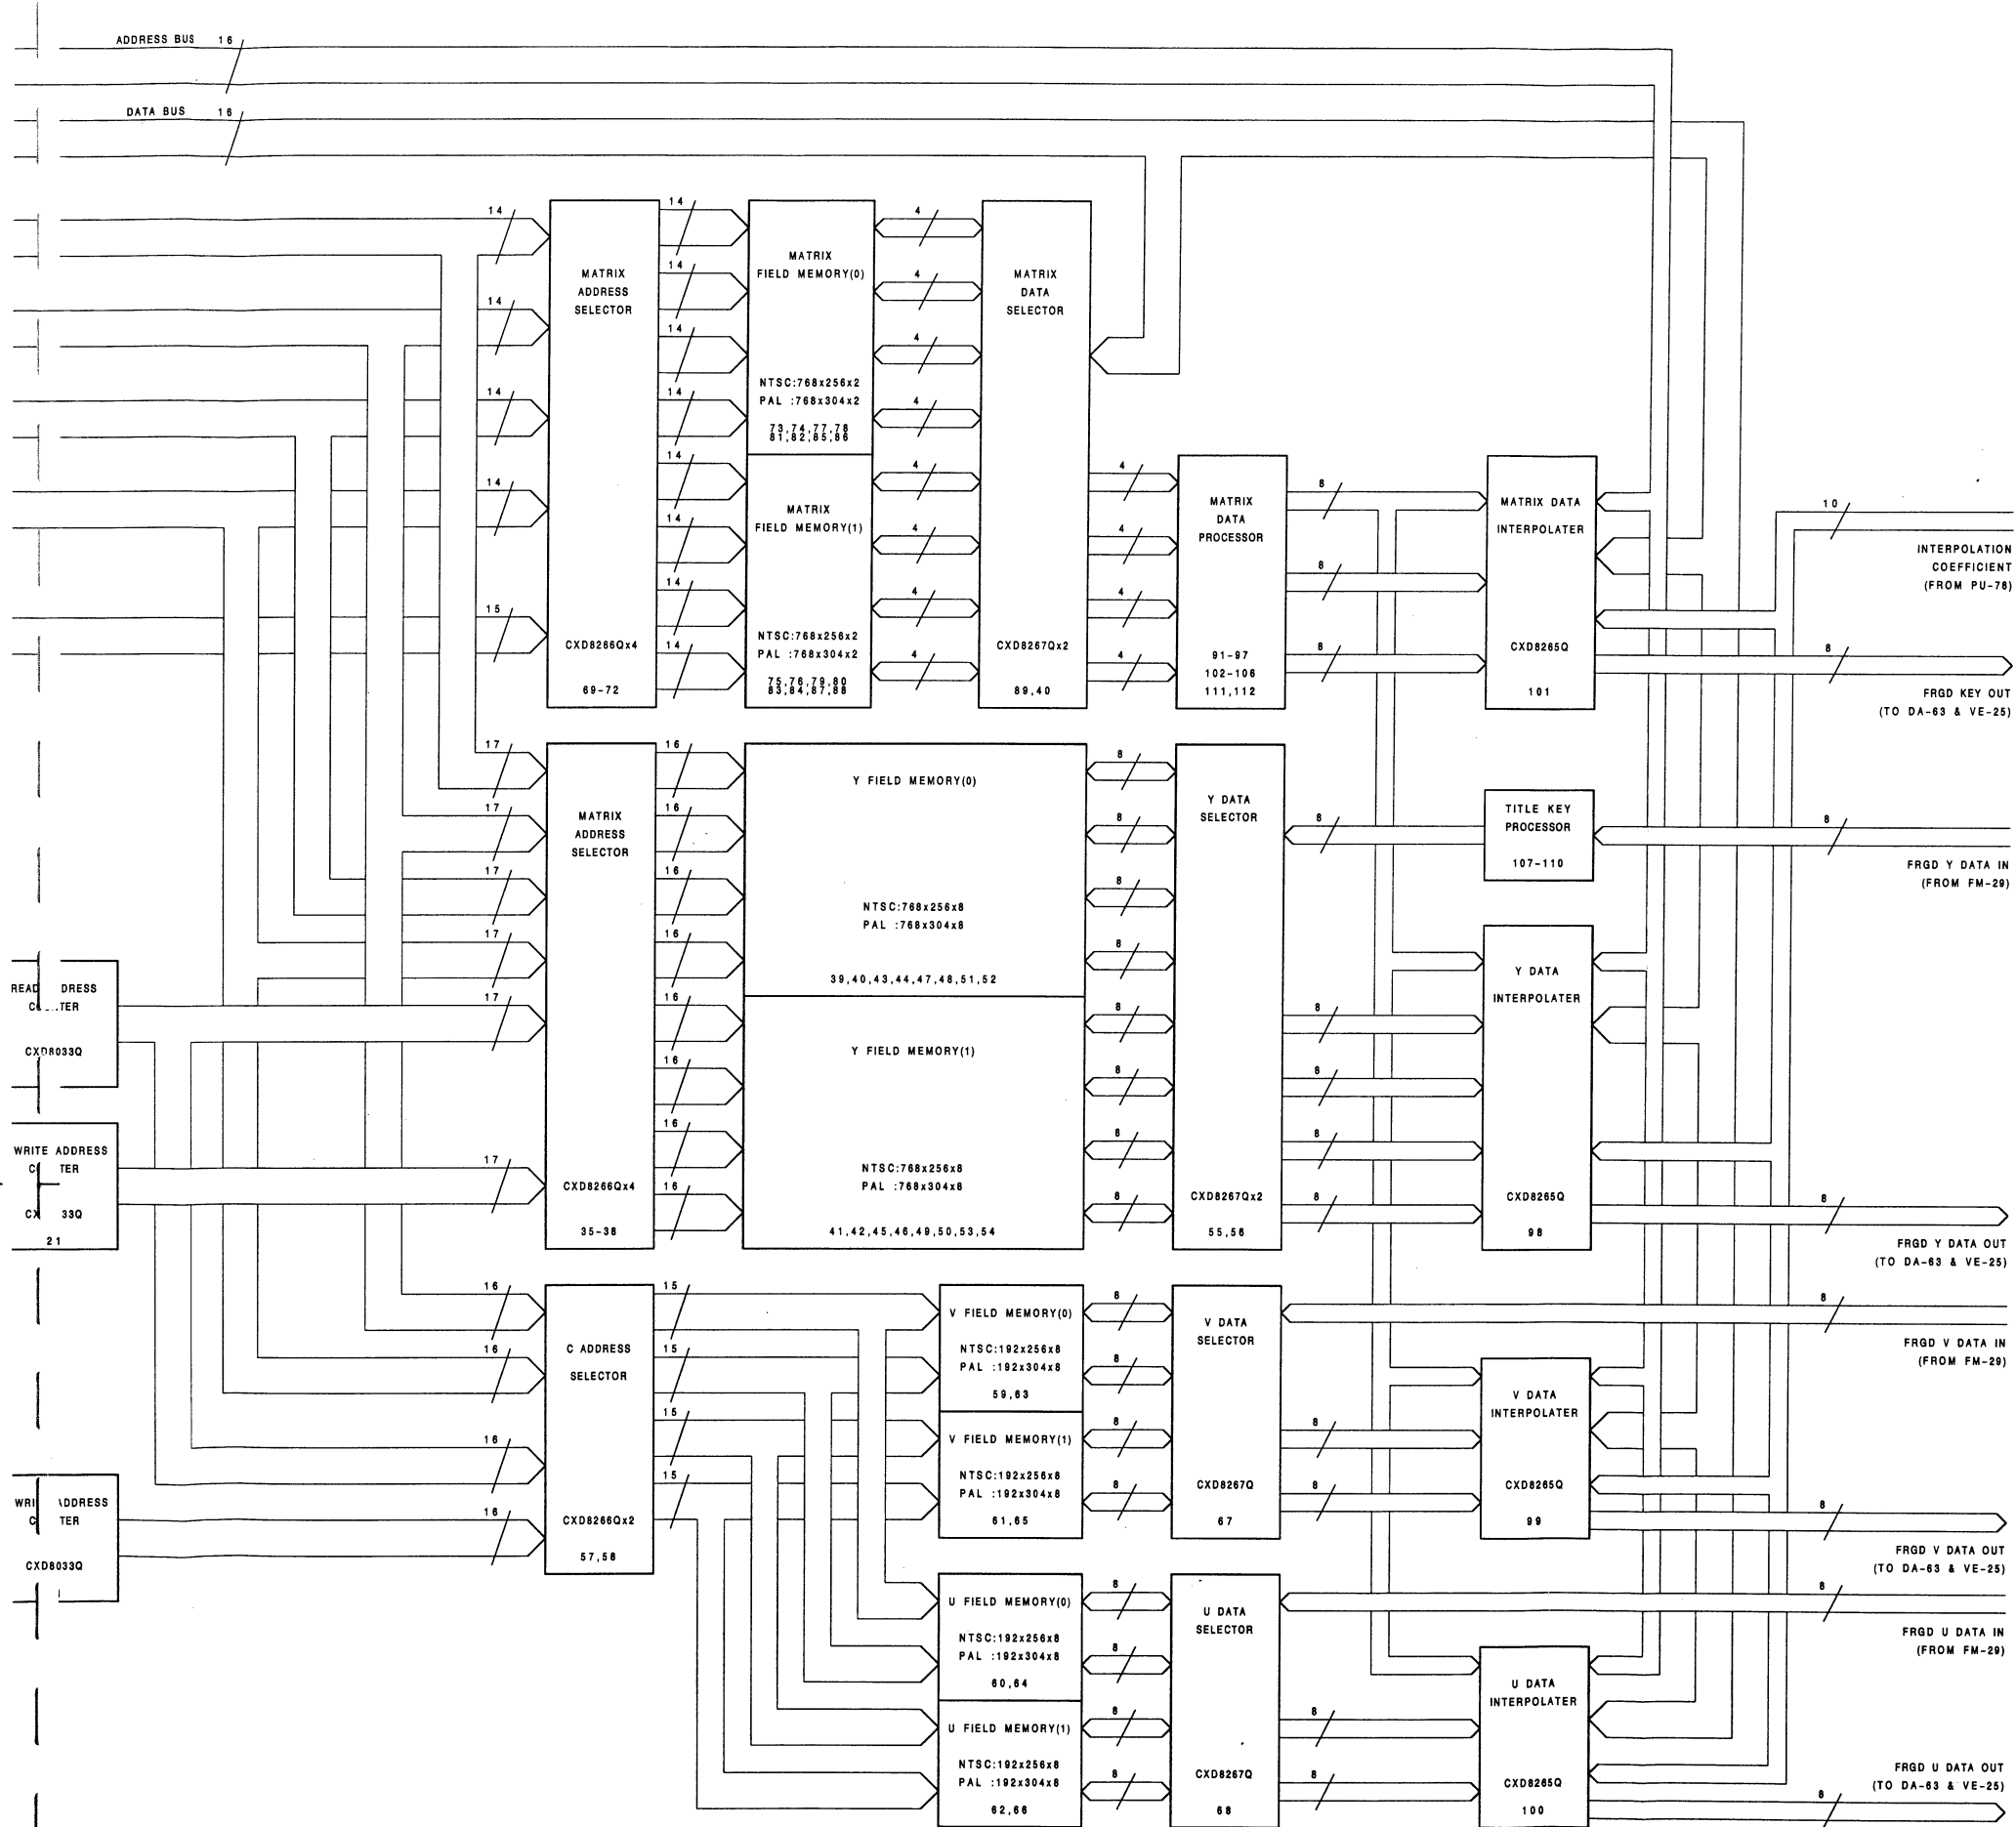 ADDRESS BUS 16
DATA BUS 16
14
14
14
14
15
MATRIX
ADDRESS
SELECTOR
CXD8266Qx4
69-72
14
14
14
14
14
14
14
14
MATRIX
FIELD MEMORY(0)
NTSC:768x256x2
PAL :768x304x2
73,74,77,78
81,82,85,86
MATRIX
FIELD MEMORY(1)
NTSC:768x256x2
PAL :768x304x2
75,76,79,80
83,84,87,88
4
4
4
4
4
4
4
4
MATRIX
DATA
SELECTOR
CXD8267Qx2
89,40
4
4
4
4
MATRIX
DATA
PROCESSOR
91-97
102-106
111,112
8
8
8
MATRIX DATA
INTERPOLATER
CXD8265Q
101
10
INTERPOLATION
COEFFICIENT
(FROM PU-78)
8
FRGD KEY OUT
(TO DA-63 & VE-25)
17
17
17
17
17
17
MATRIX
ADDRESS
SELECTOR
CXD8266Qx4
35-38
16
16
16
16
16
16
16
16
Y FIELD MEMORY(0)
NTSC:768x256x8
PAL :768x304x8
39,40,43,44,47,48,51,52
Y FIELD MEMORY(1)
NTSC:768x256x8
PAL :768x304x8
41,42,45,46,49,50,53,54
8
8
8
8
8
8
8
8
Y DATA
SELECTOR
CXD8267Qx2
55,56
8
8
8
8
8
TITLE KEY
PROCESSOR
107-110
8
FRGD Y DATA IN
(FROM FM-29)
Y DATA
INTERPOLATER
CXD8265Q
98
8
FRGD Y DATA OUT
(TO DA-63 & VE-25)
READ DRESS
TER
CXD8033Q
WRITE ADDRESS
C TER
CX 33Q
21
WRI ADDRESS
C TER
CXD8033Q
16
16
16
16
C ADDRESS
SELECTOR
CXD8266Qx2
57,58
15
15
15
15
V FIELD MEMORY(0)
NTSC:192x256x8
PAL :192x304x8
59,63
V FIELD MEMORY(1)
NTSC:192x256x8
PAL :192x304x8
61,65
8
8
8
8
V DATA
SELECTOR
CXD8267Q
67
8
8
V DATA
INTERPOLATER
CXD8265Q
99
8
FRGD V DATA IN
(FROM FM-29)
8
FRGD V DATA OUT
(TO DA-63 & VE-25)
U FIELD MEMORY(0)
NTSC:192x256x8
PAL :192x304x8
60,64
U FIELD MEMORY(1)
NTSC:192x256x8
PAL :192x304x8
62,66
8
8
8
8
U DATA
SELECTOR
CXD8267Q
68
8
8
U DATA
INTERPOLATER
CXD8265Q
100
8
FRGD U DATA IN
(FROM FM-29)
8
FRGD U DATA OUT
(TO DA-63 & VE-25)